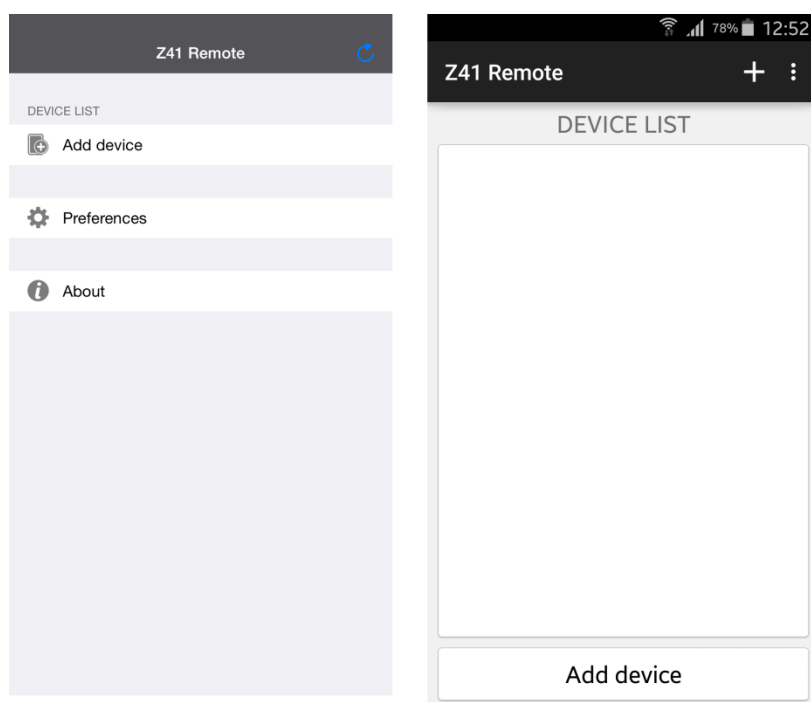 Z41 Remote
DEVICE LIST
Add device
Preferences
About
78% 12:52
Z41 Remote
DEVICE LIST
Add device